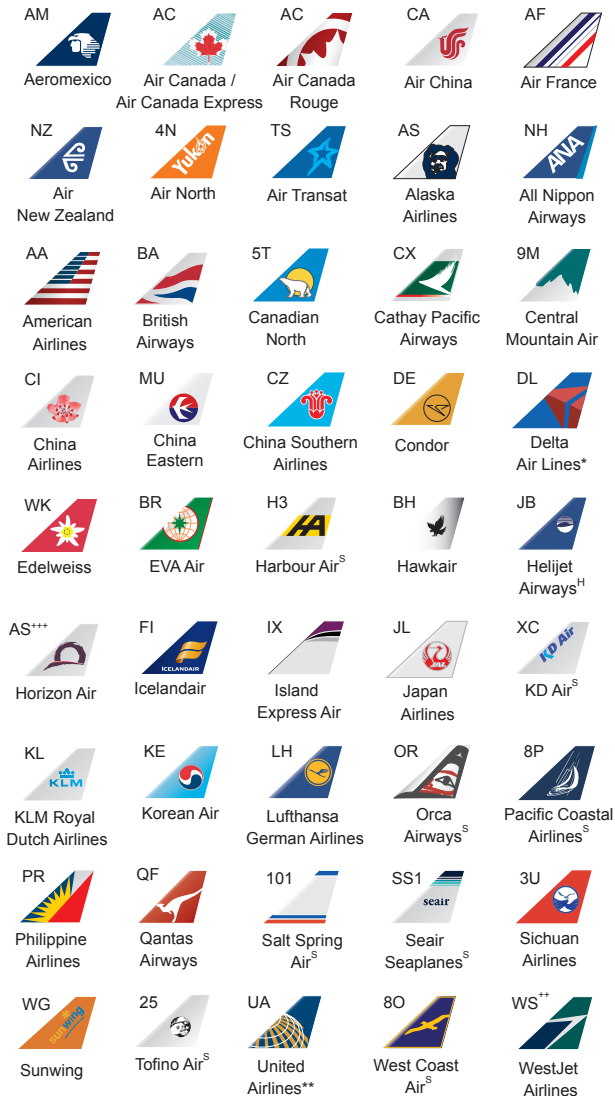 AM AC AC CA AF
Aeromexico Air Canada / Air Canada Air China Air France
Air Canada Express Rouge
NZ 4N TS AS NH
Yukon ANA
Air Air North Air Transat Alaska All Nippon
New Zealand Airlines Airways
AA BA 5T CX 9M
American British Canadian Cathay Pacific Central
Airlines Airways North Airways Mountain Air
CI MU CZ DE DL
China China China Southern Condor Delta
Airlines Eastern Airlines Air Lines*
WK BR H3 BH JB
HA
Edelweiss EVA Air Harbour Air S Hawkair Helijet
Airways H
AS+++ FI IX JL XC
ICELANDAIR JAL KD Air
Horizon Air Icelandair Island Japan KD Air S
Express Air Airlines
KL KE LH OR 8P
KLM
KLM Royal Korean Air Lufthansa Orca Pacific Coastal
Dutch Airlines German Airlines Airways S Airlines S
PR QF 101 SS1 3U
seair
Philippine Qantas Salt Spring Seair Sichuan
Airlines Airways Air S Seaplanes S Airlines
WG 25 UA 8O WS++
sunwing
Sunwing Tofino Air S United West Coast WestJet
Airlines** Air S Airlines